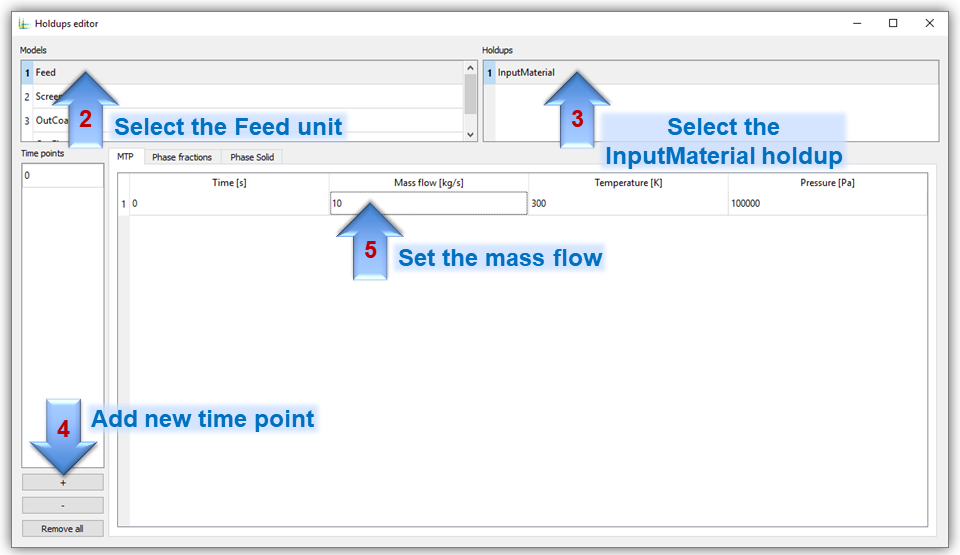 Holdups editor
Models
Holdups
1 Feed
1 InputMaterial
2
3 OutCoa
2 Select the Feed unit
3 Select the
InputMaterial holdup
Time points
MTP Phase fractions Phase Solid
0
Time [s] Mass flow [kg/s] Temperature [K] Pressure [Pa]
1 0 10 300 100000
5 Set the mass flow
4 Add new time point
+
-
Remove all